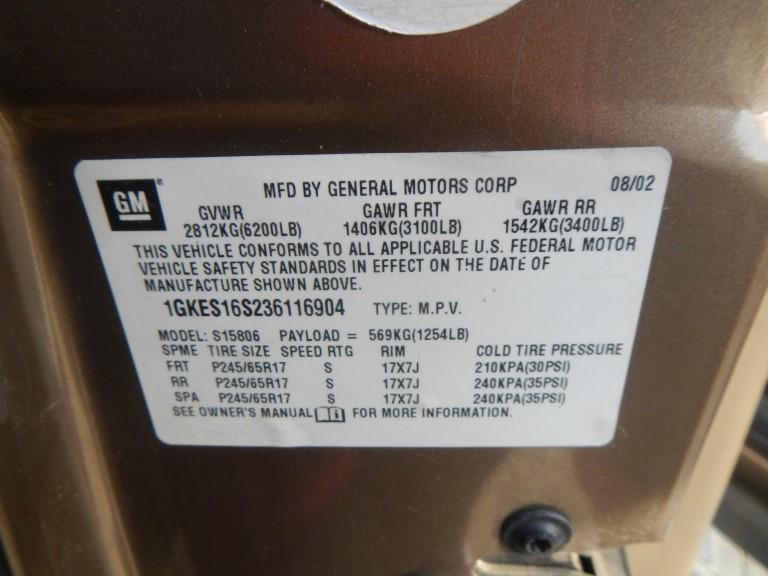 GM
MFD BY GENERAL MOTORS CORP 08/02
GVWR GAWR FRT GAWR RR
2812KG(6200LB) 1406KG(3100LB) 1542KG(3400LB)
THIS VEHICLE CONFORMS TO ALL APPLICABLE U.S. FEDERAL MOTOR
VEHICLE SAFETY STANDARDS IN EFFECT ON THE DATE OF
MANUFACTURE SHOWN ABOVE.
1GKES16S236116904 TYPE: M.P.V.
MODEL: S15806 PAYLOAD = 569KG(1254LB)
SPME TIRE SIZE SPEED RTG RIM COLD TIRE PRESSURE
FRT P245/65R17 S 17X7J 210KPA(30PSI)
RR P245/65R17 S 17X7J 240KPA(35PSI)
SPA P245/65R17 S 17X7J 240KPA(35PSI)
SEE OWNER'S MANUAL FOR MORE INFORMATION.